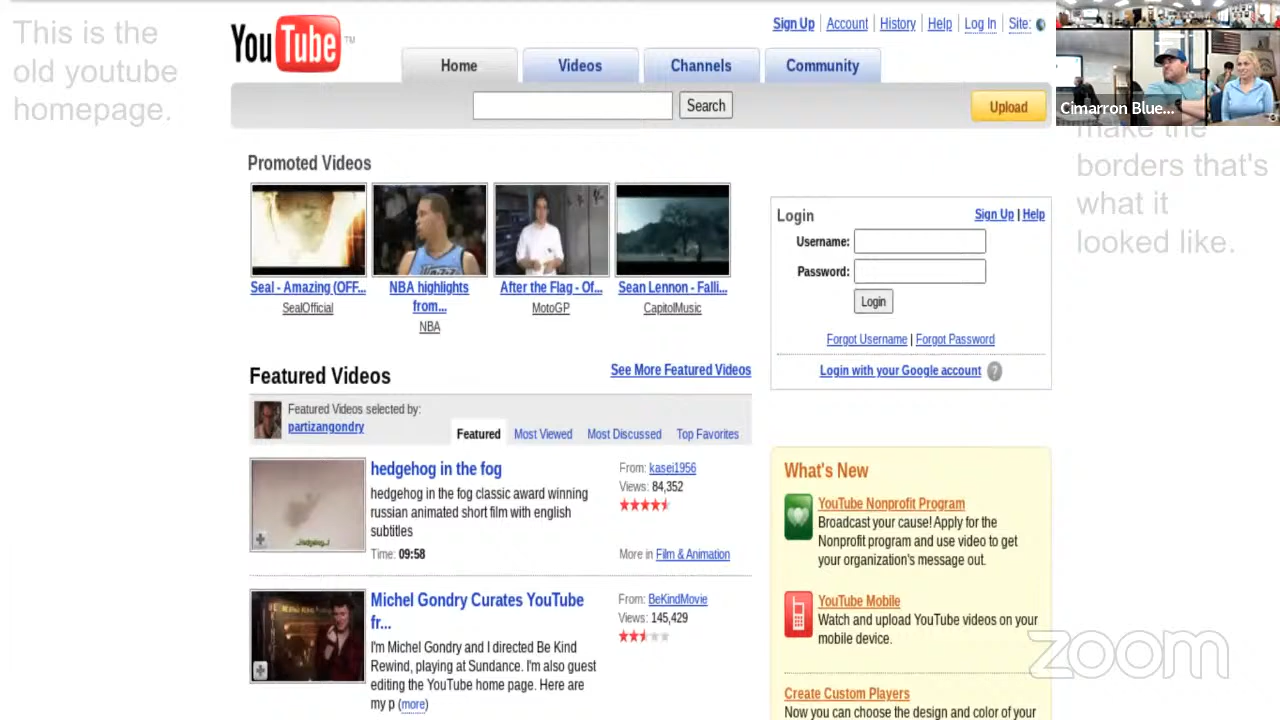 This is the
old youtube
homepage.
You Tube TM
Sign Up Account History Help Log In Site:
Home Videos Channels Community
Search
Upload
Cimarron Blue...
make the
borders that's
what it
looked like.
Promoted Videos
Seal - Amazing (OFF...
SealOfficial
NBA highlights
from...
NBA
After the Flag - Of...
MotoGP
Sean Lennon - Falli...
CapitolMusic
Login
Sign Up | Help
Username:
Password:
Login
Forgot Username | Forgot Password
Login with your Google account ?
Featured Videos
See More Featured Videos
Featured Videos selected by:
partizangondry
Featured Most Viewed Most Discussed Top Favorites
hedgehog in the fog
hedgehog in the fog classic award winning
russian animated short film with english
subtitles
Time: 09:58
From: kasei1956
Views: 84,352
More in Film & Animation
Michel Gondry Curates YouTube
fr...
I'm Michel Gondry and I directed Be Kind
Rewind, playing at Sundance. I'm also guest
editing the YouTube home page. Here are
my p (more)
From: BeKindMovie
Views: 145,429
What's New
YouTube Nonprofit Program
Broadcast your cause! Apply for the
Nonprofit program and use video to get
your organization's message out.
YouTube Mobile
Watch and upload YouTube videos on your
mobile device.
Create Custom Players
Now you can choose the design and color of your
zoom